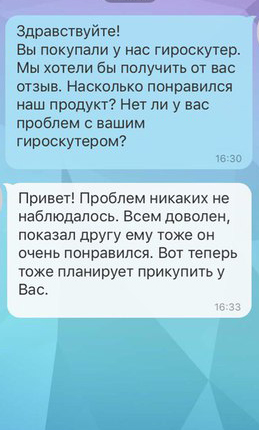 Здравствуйте!
Вы покупали у нас гироскутер.
Мы хотели бы получить от вас
отзыв. Насколько понравился
наш продукт? Нет ли у вас
проблем с вашим
гироскутером?
16:30
Привет! Проблем никаких не
наблюдалось. Всем доволен,
показал другу ему тоже он
очень понравился. Вот теперь
тоже планирует прикупить у
Вас.
16:33